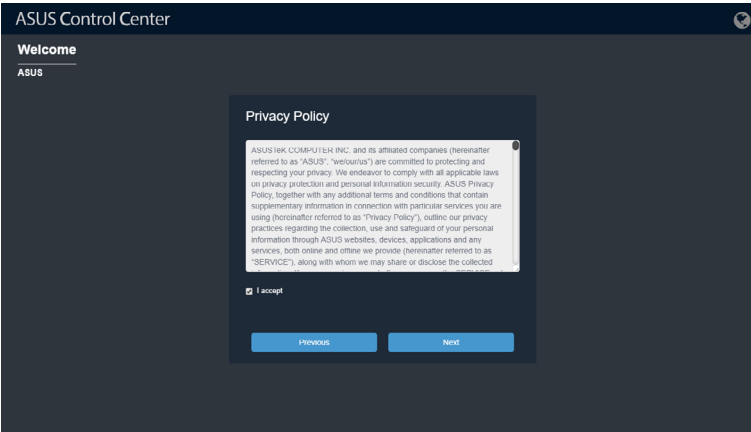 ASUS Control Center
Welcome
ASUS
Privacy Policy
ASUSTeK COMPUTER INC. and its affiliated companies (hereinafter
referred to as "ASUS", "we/our/us") are committed to protecting and
respecting your privacy. We endeavor to comply with all applicable laws
on privacy protection and personal information security. ASUS Privacy
Policy, together with any additional terms and conditions that contain
supplementary information in connection with particular services you are
using (hereinafter referred to as "Privacy Policy"), outline our privacy
practices regarding the collection, use and safeguard of your personal
information through ASUS websites, devices, applications and any
services, both online and offline we provide (hereinafter referred to as
"SERVICE"), along with whom we may share or disclose the collected
I accept
Previous
Next